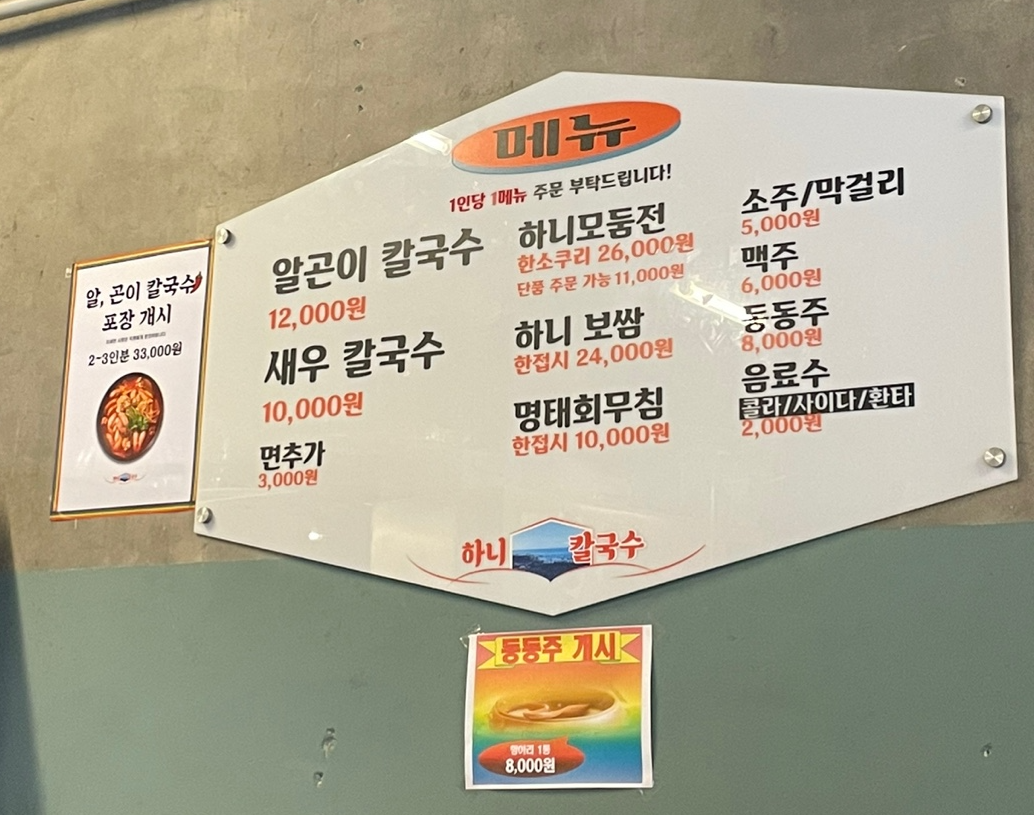 메뉴
1인당 1메뉴 주문 부탁드립니다!
알곤이 칼국수
12,000원
새우 칼국수
10,000원
면추가
3,000원
하니모둠전
한소쿠리 26,000원
단품 주문 가능 11,000원
하니 보쌈
한접시 24,000원
명태회무침
한접시 10,000원
소주/막걸리
5,000원
맥주
6,000원
동동주
8,000원
음료수
콜라/사이다/환타
2,000원
하니 칼국수
알, 곤이 칼국수
포장 개시
2~3인분 33,000원
동동주 개시
항아리 1통
8,000원